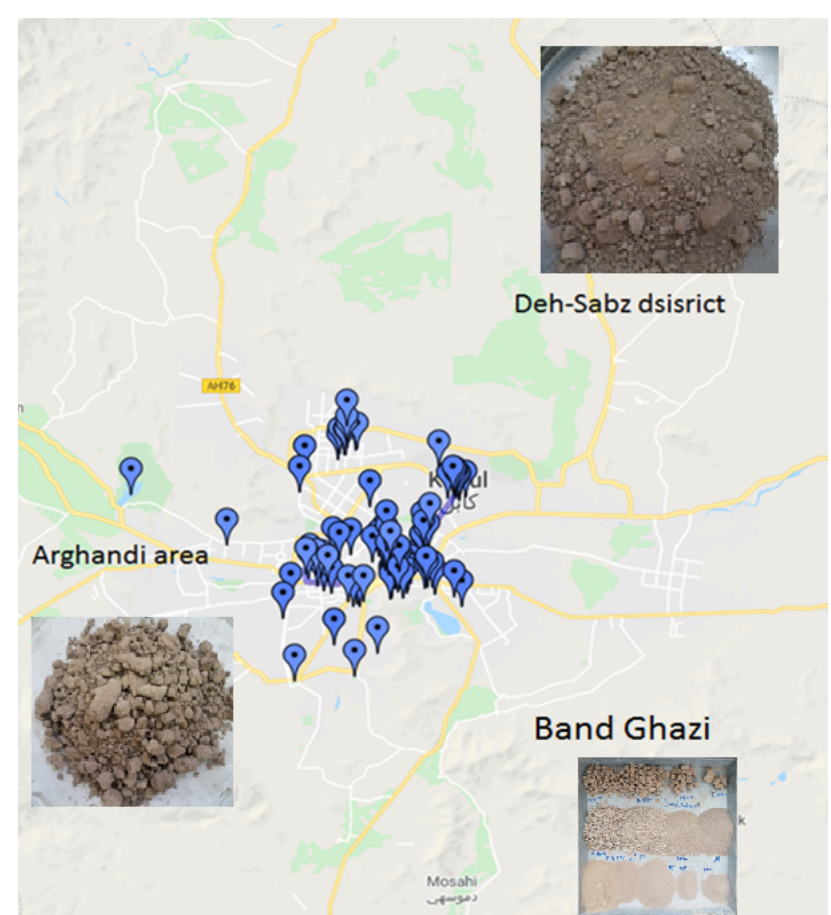 Deh-Sabz dsisrict
AH76
n
Kabul
کابل
Arghandi area
Band Ghazi
k
Mosahi
دموسهی